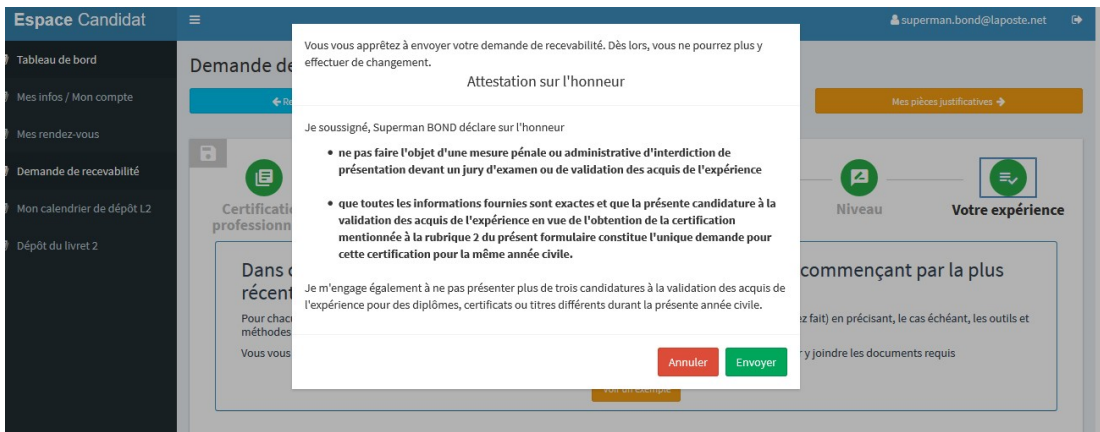 Espace Candidat
superman.bond@laposte.net
Tableau de bord
Mes infos / Mon compte
Mes rendez-vous
Demande de recevabilité
Mon calendrier de dépôt L2
Dépôt du livret 2
Demande de
Mes pièces justificatives
Vous vous apprêtez à envoyer votre demande de recevabilité. Dès lors, vous ne pourrez plus y
effectuer de changement.
Attestation sur l'honneur
Je soussigné, Superman BOND déclare sur l'honneur
• ne pas faire l'objet d'une mesure pénale ou administrative d'interdiction de
présentation devant un jury d'examen ou de validation des acquis de l'expérience
• que toutes les informations fournies sont exactes et que la présente candidature à la
validation des acquis de l'expérience en vue de l'obtention de la certification
mentionnée à la rubrique 2 du présent formulaire constitue l'unique demande pour
cette certification pour la même année civile.
Je m'engage également à ne pas présenter plus de trois candidatures à la validation des acquis de
l'expérience pour des diplômes, certificats ou titres différents durant la présente année civile.
Annuler
Envoyer
Niveau
Votre expérience
commençant par la plus
récent
Pour
ez fait) en précisant, le cas échéant, les outils et
méthodes
Vous vous
y joindre les documents requis
Voir un exemple